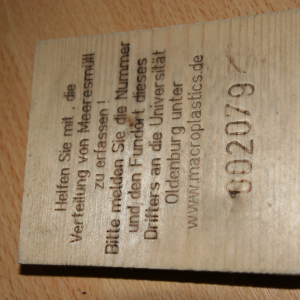 Helfen Sie mit , die
Verteilung von Meeresmüll
zu erfassen !
Bitte melden Sie die Nummer
und den Fundort dieses
Drifters an die Universität
Oldenburg unter
www.macroplastics.de
602079